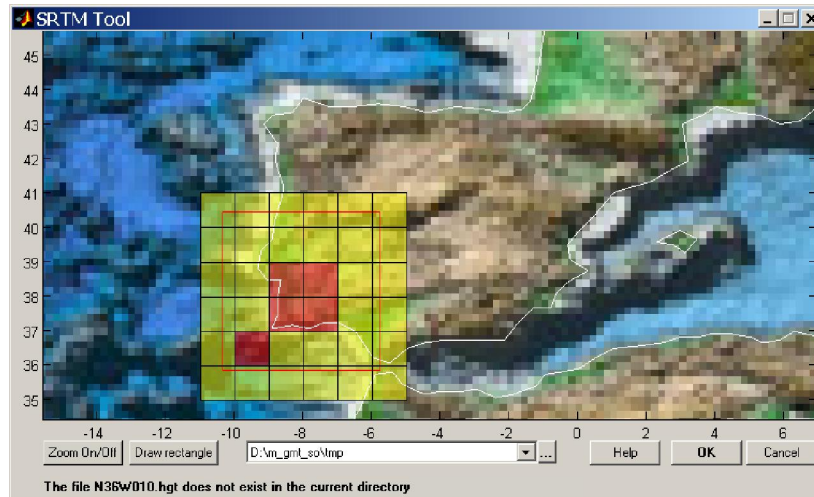 SRTM Tool
45
44
43
42
41
40
39
38
37
36
35
-14 -12 -10 -8 -6 -4 -2 0 2 4 6
Zoom On/Off Draw rectangle D:\m_gmt_so\tmp ... Help OK Cancel
The file N36W010.hgt does not exist in the current directory